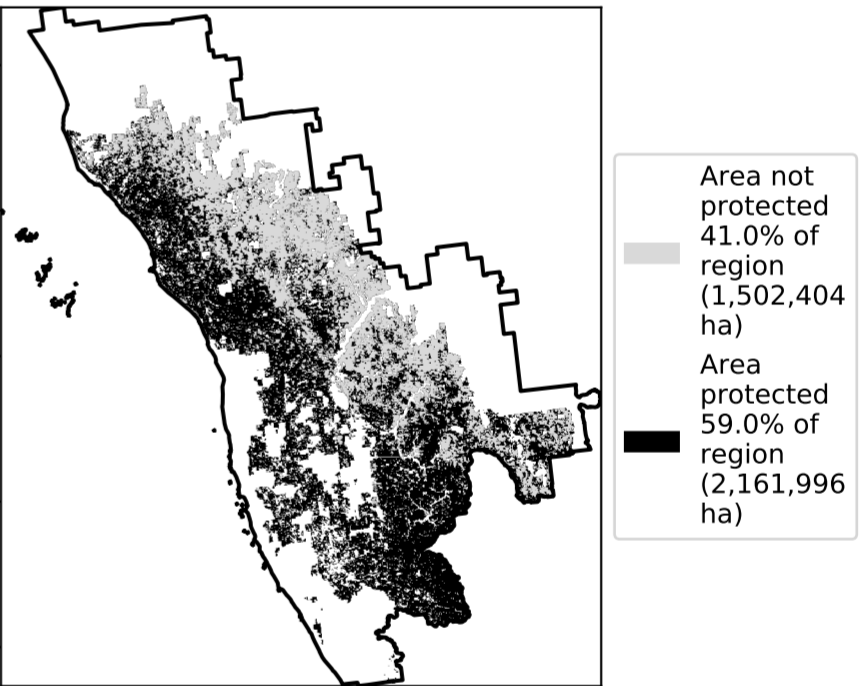 Area not
protected
41.0% of
region
(1,502,404
ha)
Area
protected
59.0% of
region
(2,161,996
ha)